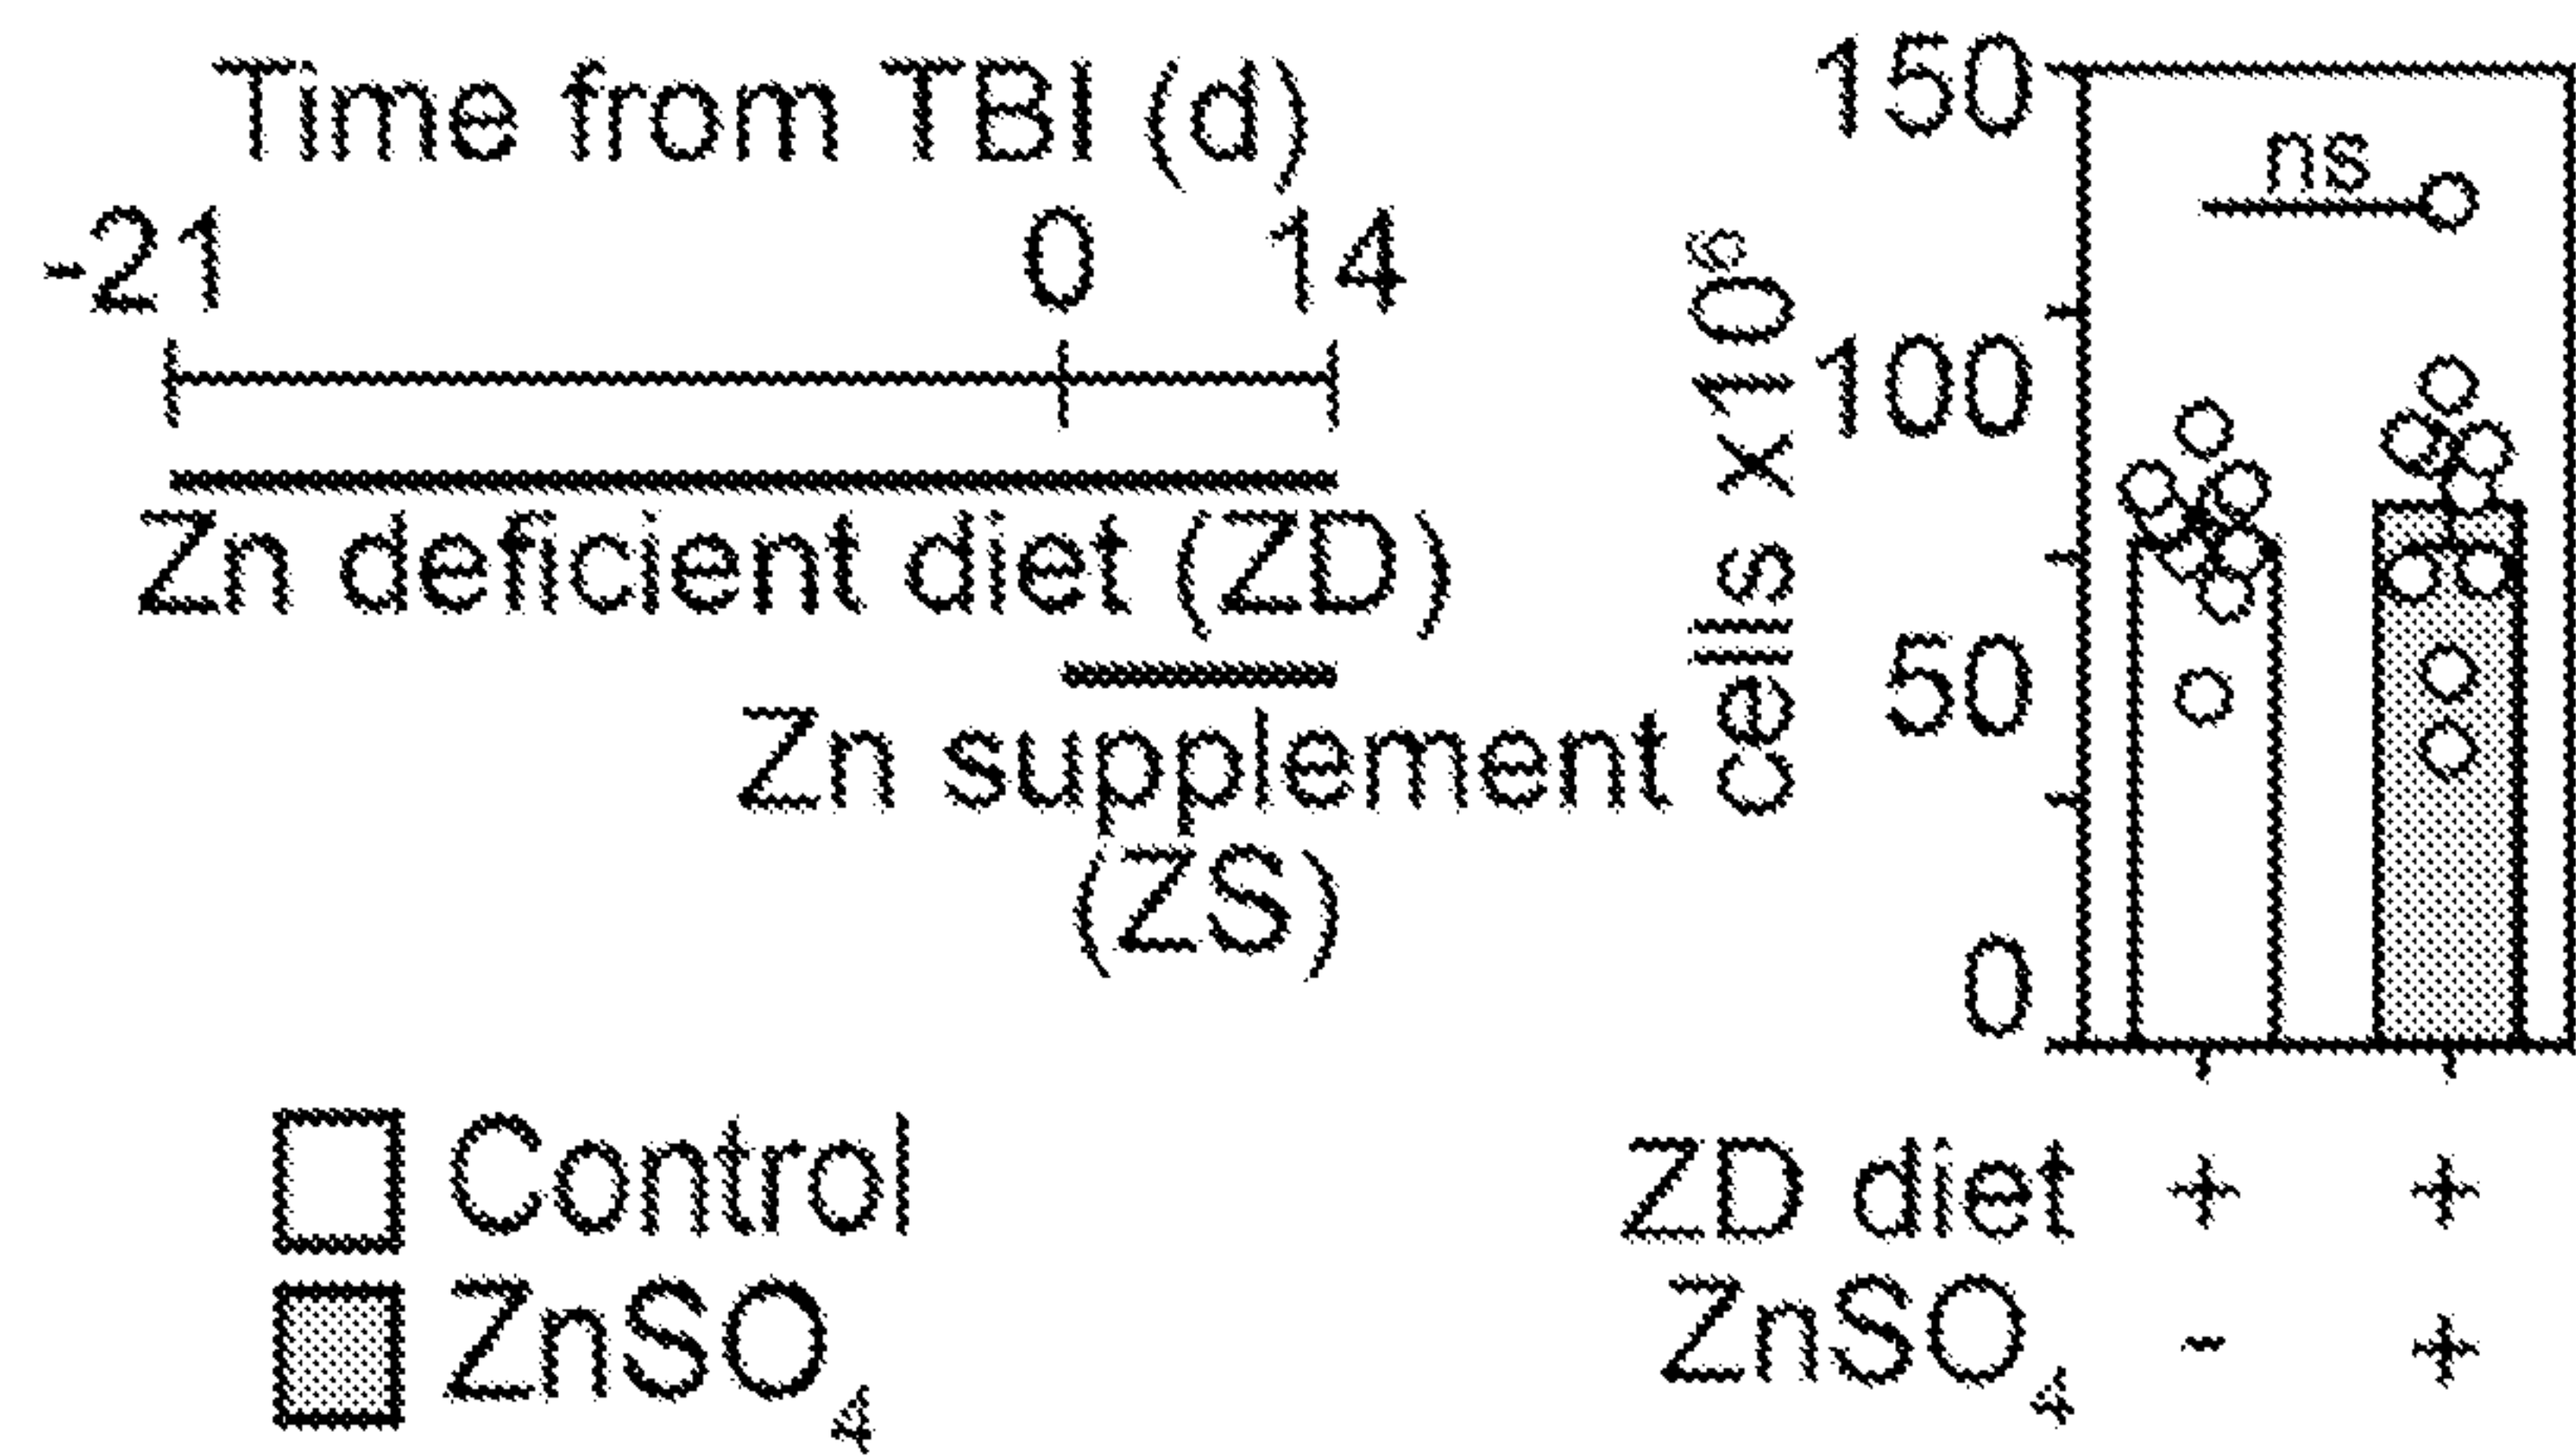 Time from TBI (d)
-21 0 14
Zn deficient diet (ZD)
Zn supplement
(ZS)
Control
ZnSO₄
cells x10⁶
150
100
50
0
ns
ZD diet + +
ZnSO₄ - +